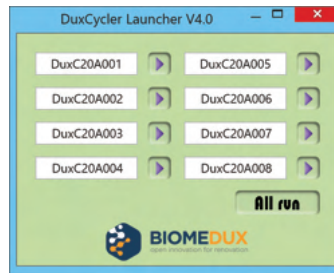 DuxCycler Launcher V4.0
DuxC20A001 DuxC20A005
DuxC20A002 DuxC20A006
DuxC20A003 DuxC20A007
DuxC20A004 DuxC20A008
All run
BIOMEDUX
open innovation for renovation